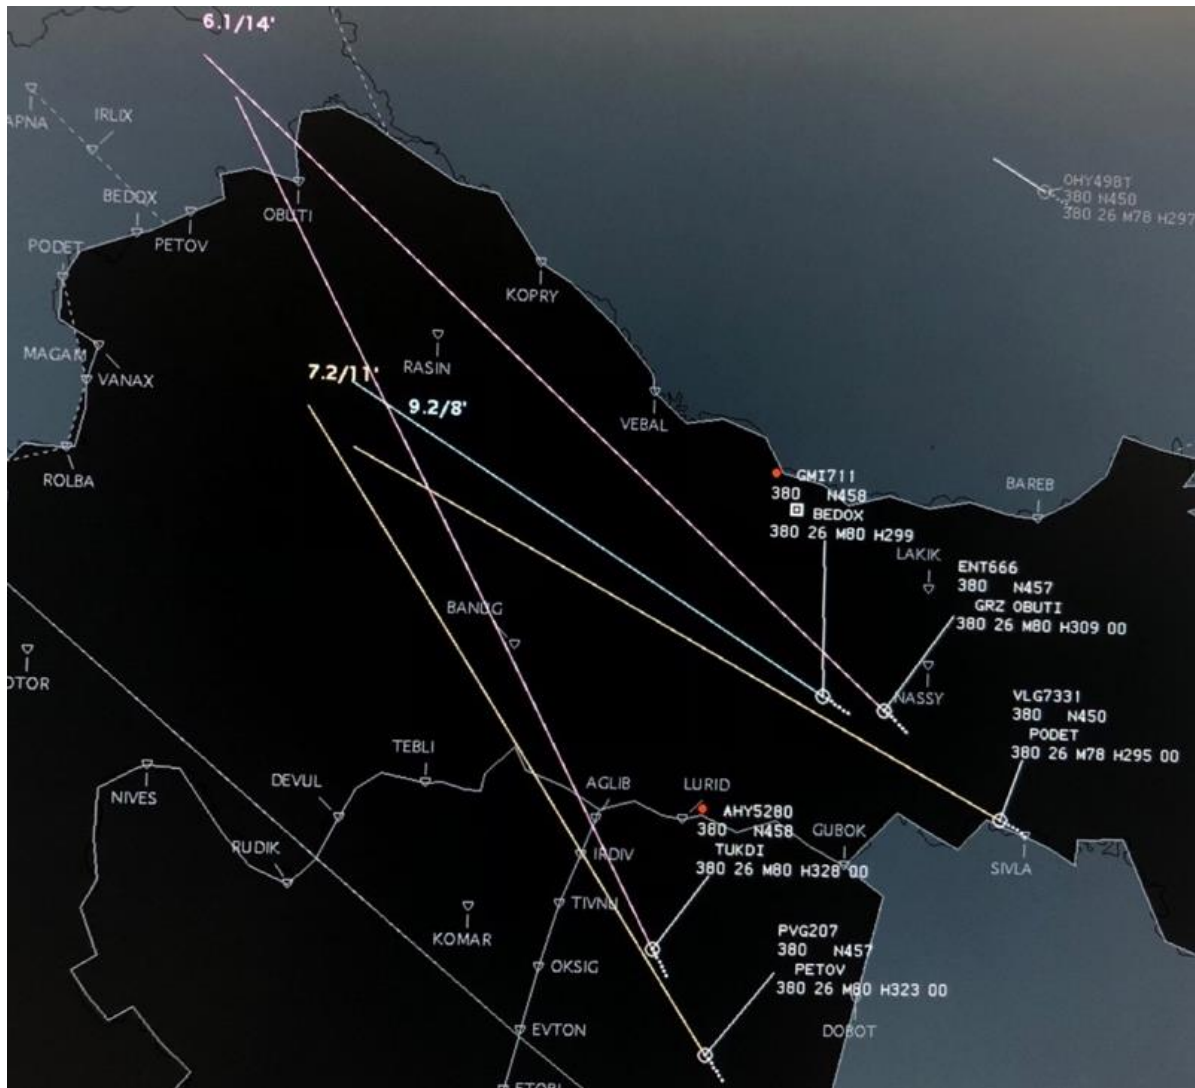 6.1/14'
IRLIX
BEDOX
PODET
PETOV
OBUTI
OHY49BT
380 N450
380 26 M78 H297
KOPRY
MAGAM
VANAX
RASIN
7.2/11'
9.2/8'
VEBAL
ROLBA
GMI711
380 N458
BEDOX
380 26 M80 H299
BAREB
LAKIK
ENT666
380 N457
GRZ OBUTI
380 26 M80 H309 00
BANUG
NASSY
VLG7331
380 N450
PODET
380 26 M78 H295 00
TEBLI
NIVES
DEVUL
AGLIB
LURID
AHY5280
380 N458
TUKDI
380 26 M80 H328 00
GUBOK
RUDIK
IRDIV
SIVLA
TIVNU
KOMAR
PVG207
380 N457
PETOV
380 26 M80 H323 00
OKSIG
EVTON
DOBOT